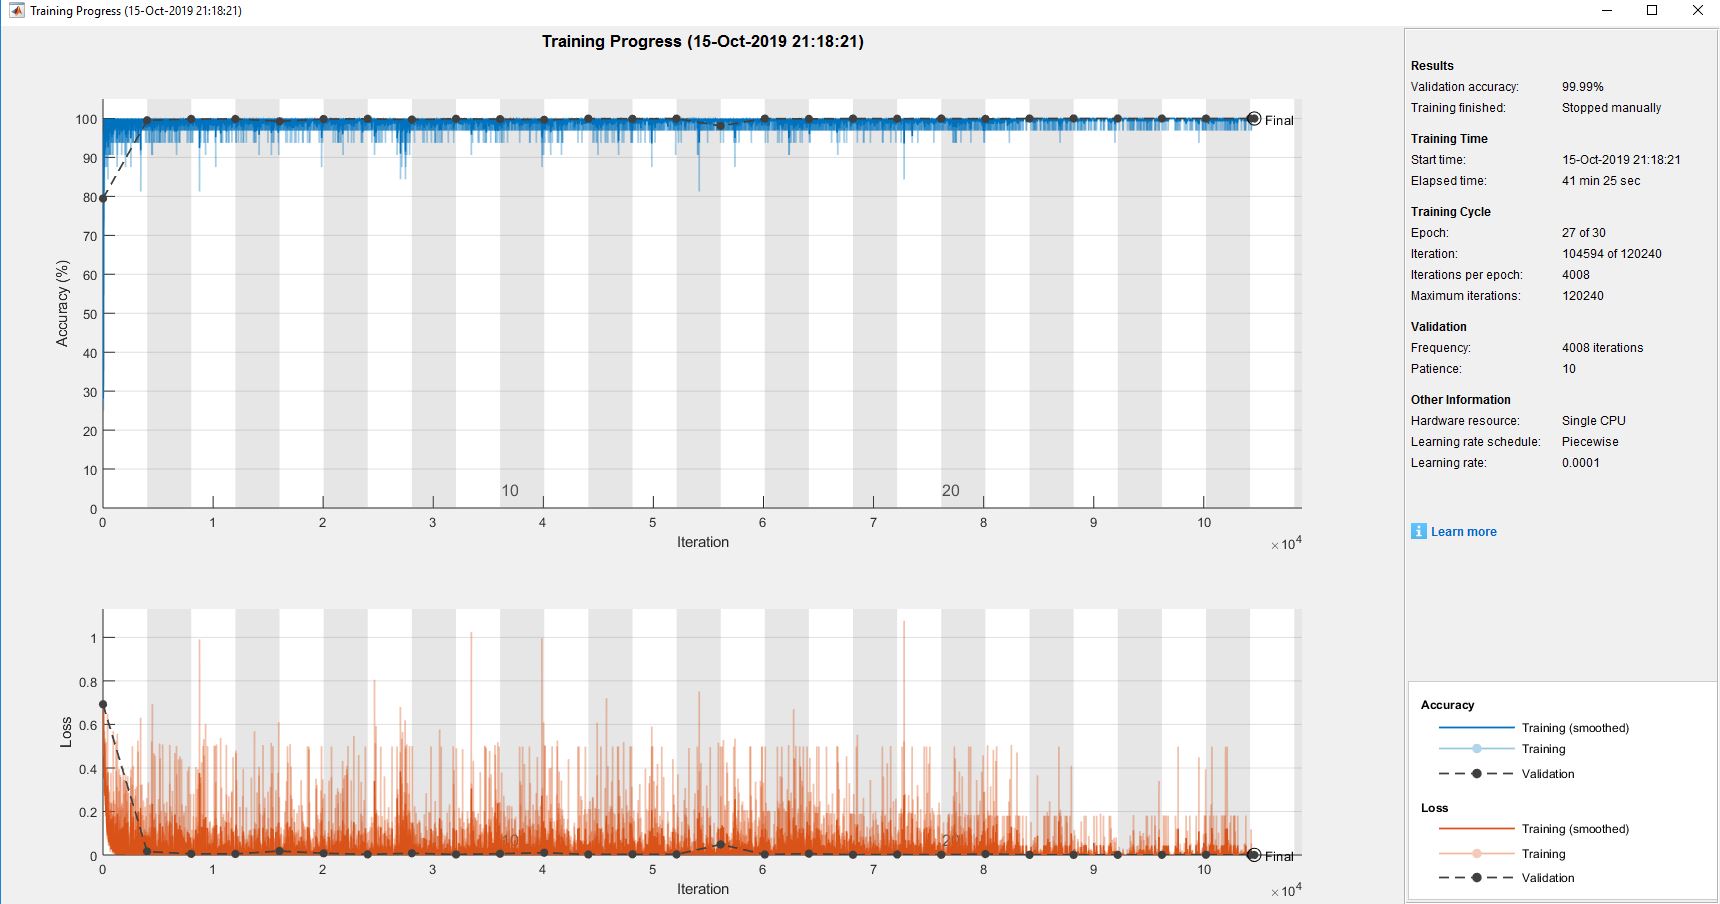 Training Progress (15-Oct-2019 21:18:21)
Training Progress (15-Oct-2019 21:18:21)
Accuracy (%)
100
90
80
70
60
50
40
30
20
10
0
10
20
Final
0 1 2 3 4 5 6 7 8 9 10
Iteration
×10⁴
Loss
1
0.8
0.6
0.4
0.2
0
10
20
Final
0 1 2 3 4 5 6 7 8 9 10
Iteration
×10⁴
Results
Validation accuracy: 99.99%
Training finished: Stopped manually
Training Time
Start time: 15-Oct-2019 21:18:21
Elapsed time: 41 min 25 sec
Training Cycle
Epoch: 27 of 30
Iteration: 104594 of 120240
Iterations per epoch: 4008
Maximum iterations: 120240
Validation
Frequency: 4008 iterations
Patience: 10
Other Information
Hardware resource: Single CPU
Learning rate schedule: Piecewise
Learning rate: 0.0001
i Learn more
Accuracy
Training (smoothed)
Training
Validation
Loss
Training (smoothed)
Training
Validation